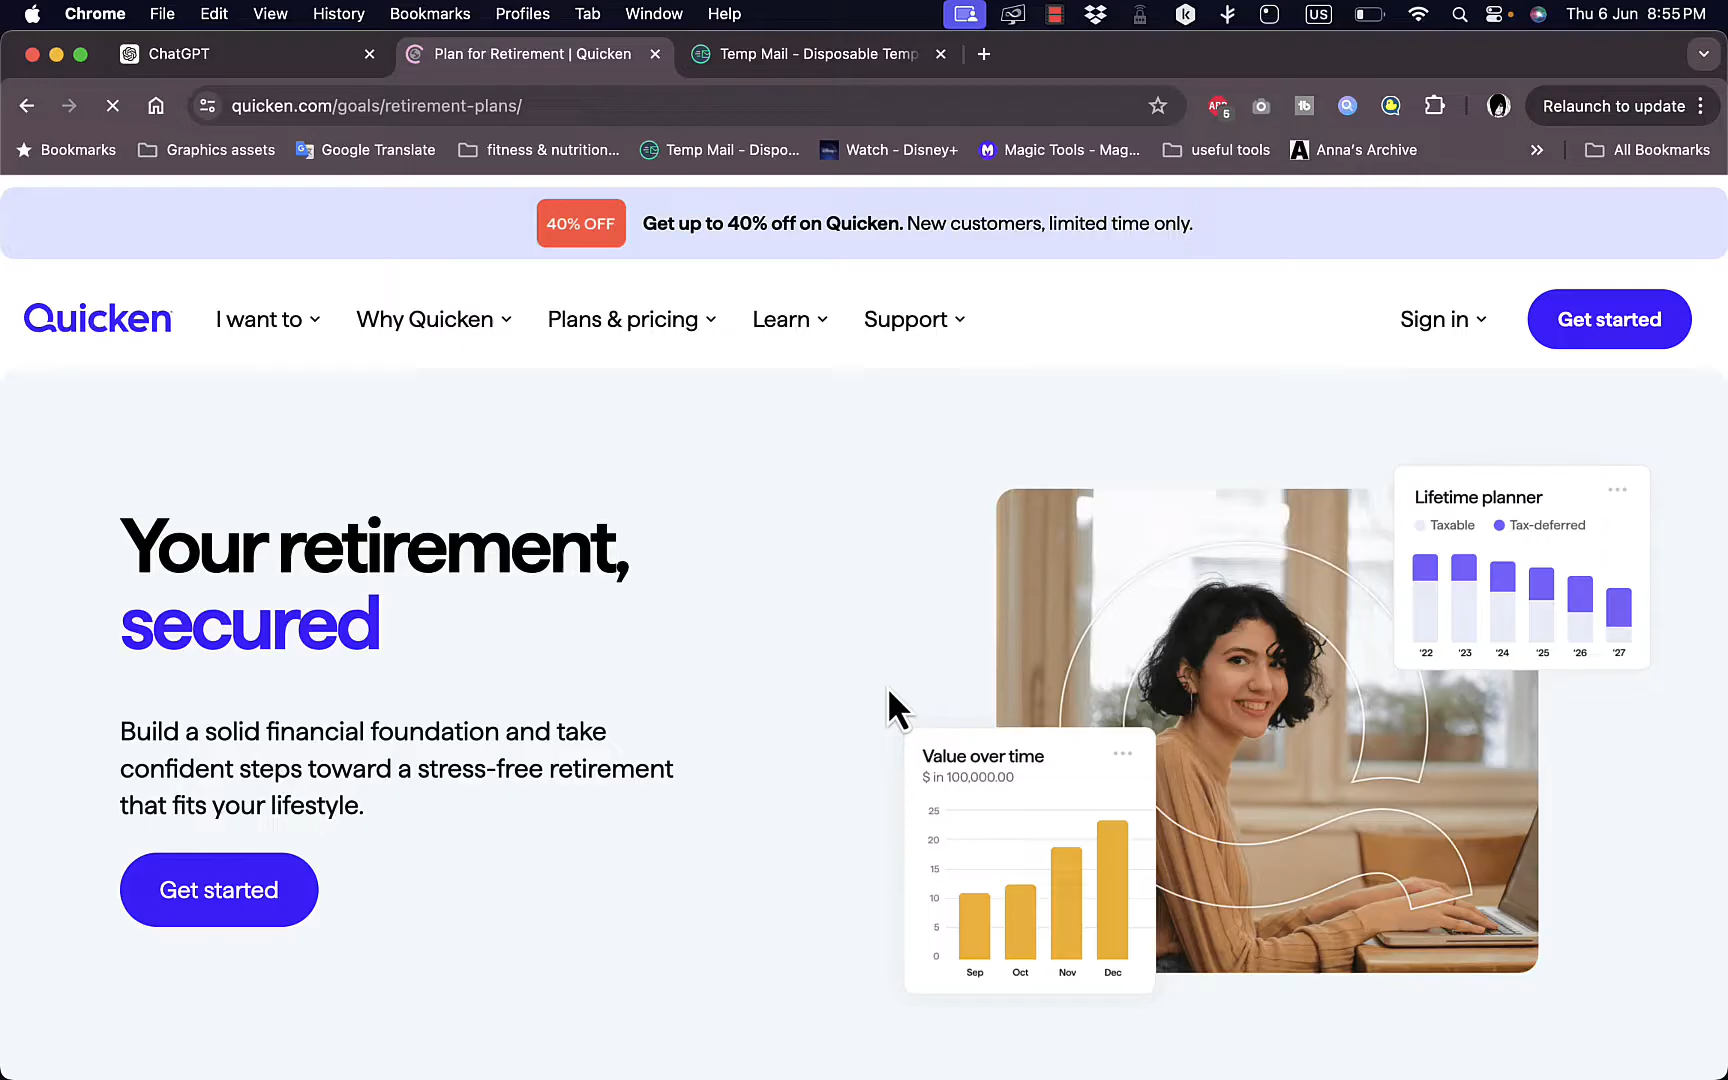 Chrome File Edit View History Bookmarks Profiles Tab Window Help US Thu 6 Jun 8:55 PM
ChatGPT Plan for Retirement | Quicken Temp Mail - Disposable Temp
quicken.com/goals/retirement-plans/ 6 Relaunch to update
Bookmarks Graphics assets Google Translate fitness & nutrition... Temp Mail - Dispo... Watch - Disney+ Magic Tools - Mag... useful tools Anna's Archive » All Bookmarks
40% OFF Get up to 40% off on Quicken. New customers, limited time only.
Quicken I want to Why Quicken Plans & pricing Learn Support Sign in Get started
Your retirement,
secured
Build a solid financial foundation and take
confident steps toward a stress-free retirement
that fits your lifestyle.
Get started
Lifetime planner
Taxable Tax-deferred
'22 '23 '24 '25 '26 '27
Value over time
$ in 100,000.00
25
20
15
10
5
0
Sep Oct Nov Dec